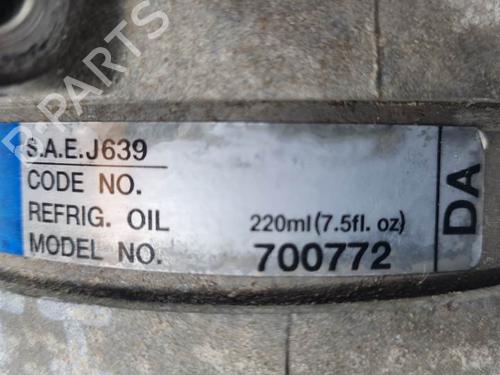 S.A.E.J639
CODE NO.
REFRIG. OIL 220ml(7.5fl. oz)
MODEL NO. 700772
DA
B-PARTS